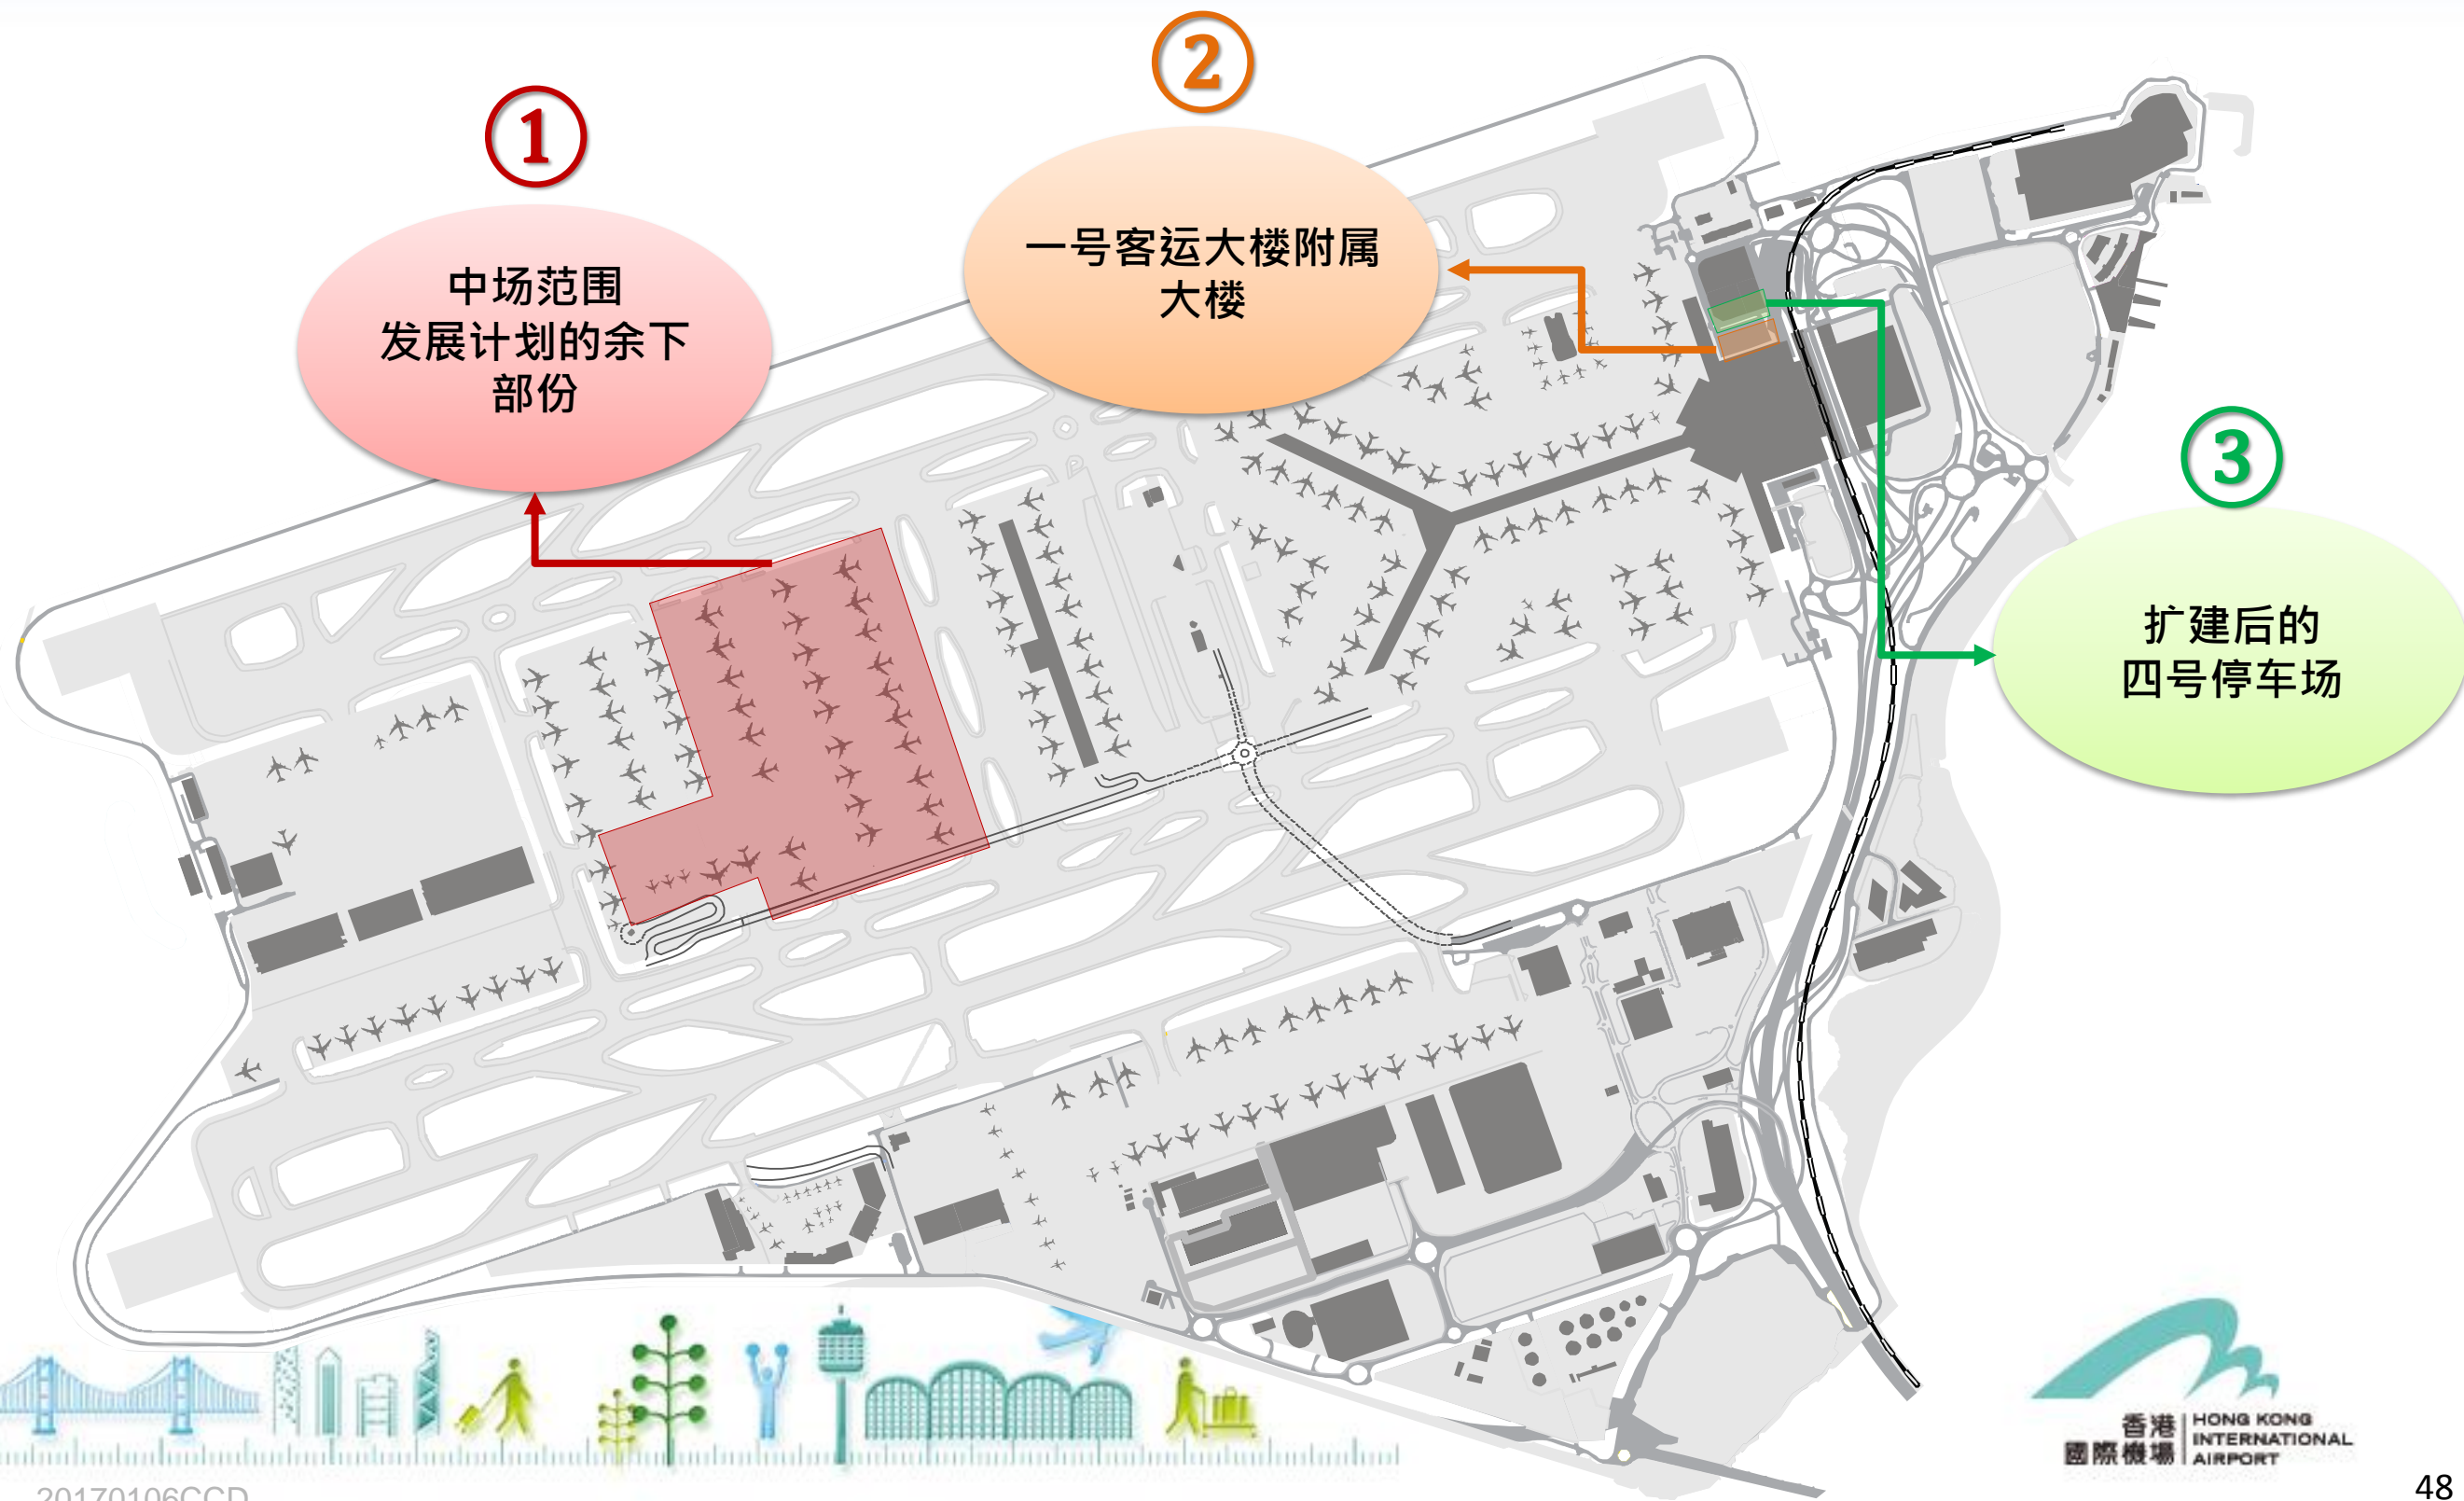 ①
中场范围
发展计划的余下
部份
②
一号客运大楼附属
大楼
③
扩建后的
四号停车场
香港
國際機場
HONG KONG
INTERNATIONAL
AIRPORT
20170106CCD
48